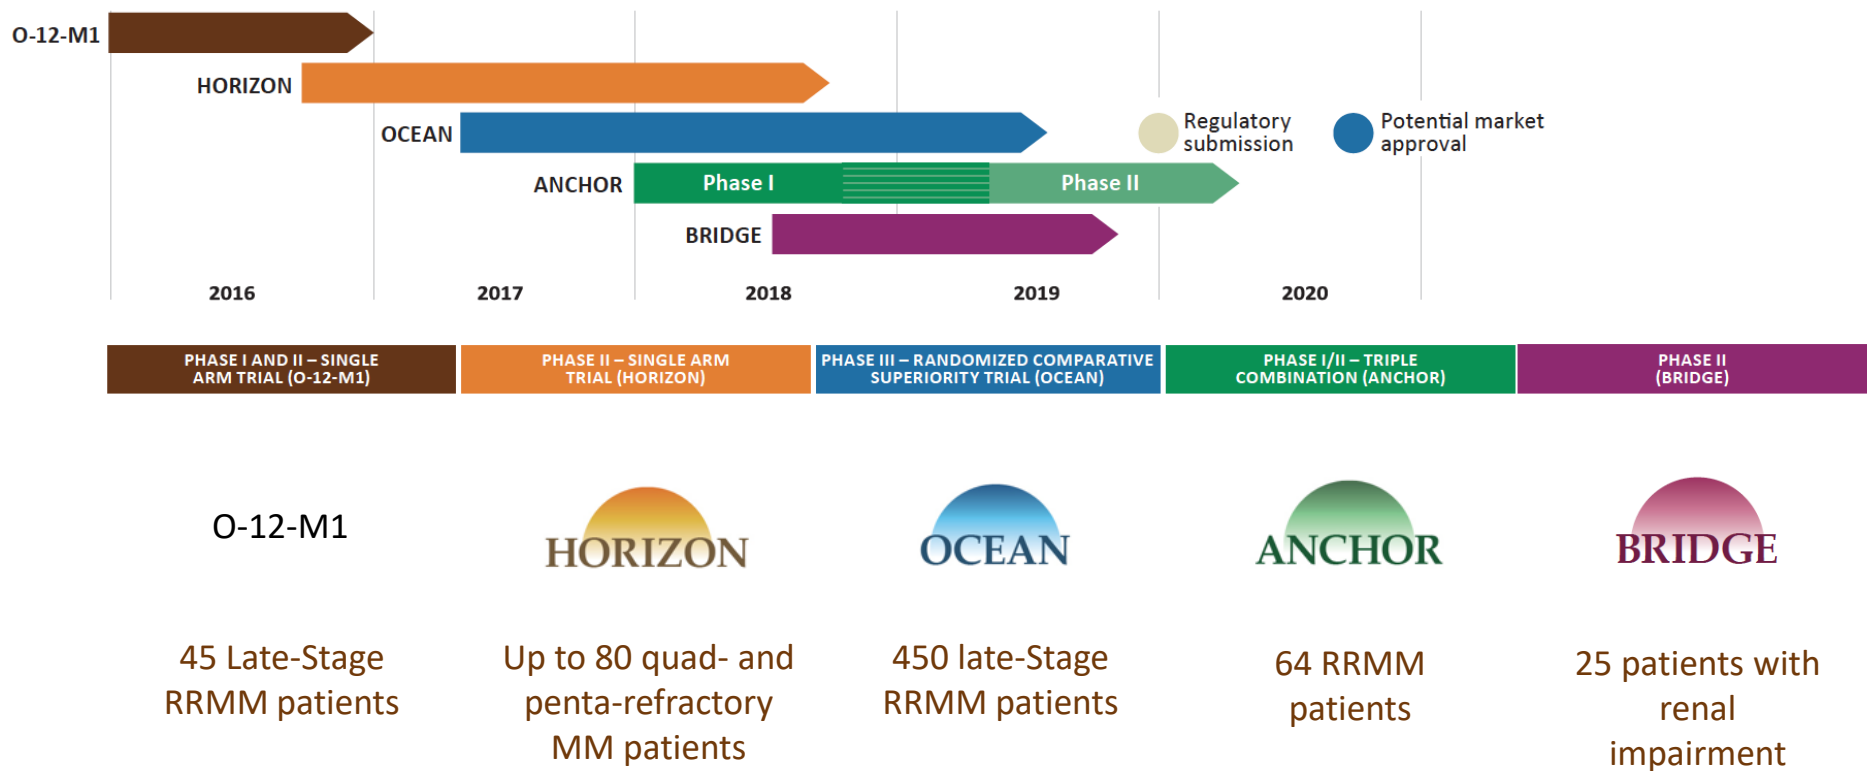 O-12-M1
HORIZON
OCEAN
Regulatory
submission
Potential market
approval
ANCHOR
Phase I
Phase II
BRIDGE
2016
2017
2018
2019
2020
PHASE I AND II – SINGLE
ARM TRIAL (O-12-M1)
PHASE II – SINGLE ARM
TRIAL (HORIZON)
PHASE III – RANDOMIZED COMPARATIVE
SUPERIORITY TRIAL (OCEAN)
PHASE I/II – TRIPLE
COMBINATION (ANCHOR)
PHASE II
(BRIDGE)
O-12-M1
HORIZON
OCEAN
ANCHOR
BRIDGE
45 Late-Stage
RRMM patients
Up to 80 quad- and
penta-refractory
MM patients
450 late-Stage
RRMM patients
64 RRMM
patients
25 patients with
renal
impairment